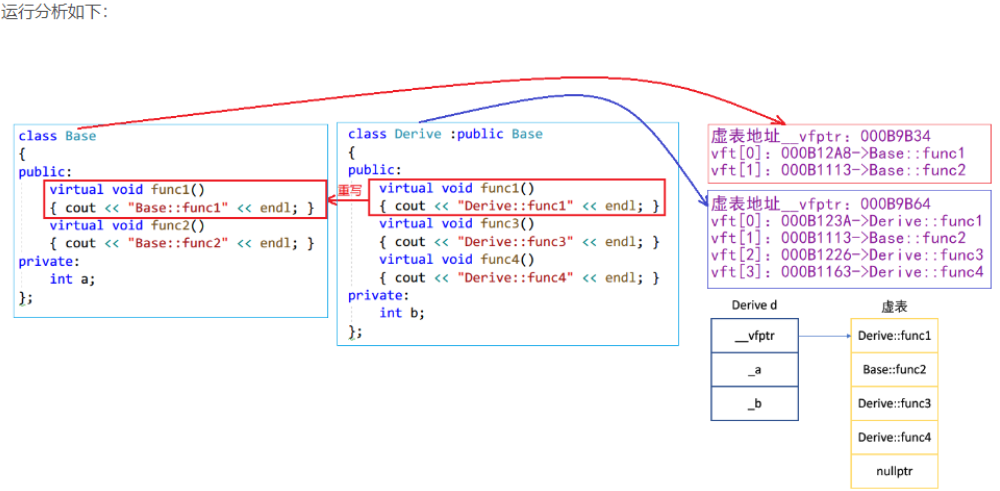 运行分析如下：
class Base
{
public:
virtual void func1()
{ cout << "Base::func1" << endl; }
virtual void func2()
{ cout << "Base::func2" << endl; }
private:
int a;
};
重写
class Derive :public Base
{
public:
virtual void func1()
{ cout << "Derive::func1" << endl; }
virtual void func3()
{ cout << "Derive::func3" << endl; }
virtual void func4()
{ cout << "Derive::func4" << endl; }
private:
int b;
};
虚表地址__vfptr：000B9B34
vft[0]：000B12A8->Base::func1
vft[1]：000B1113->Base::func2
虚表地址__vfptr：000B9B64
vft[0]：000B123A->Derive::func1
vft[1]：000B1113->Base::func2
vft[2]：000B1226->Derive::func3
vft[3]：000B1163->Derive::func4
Derive d
__vfptr
_a
_b
虚表
Derive::func1
Base::func2
Derive::func3
Derive::func4
nullptr